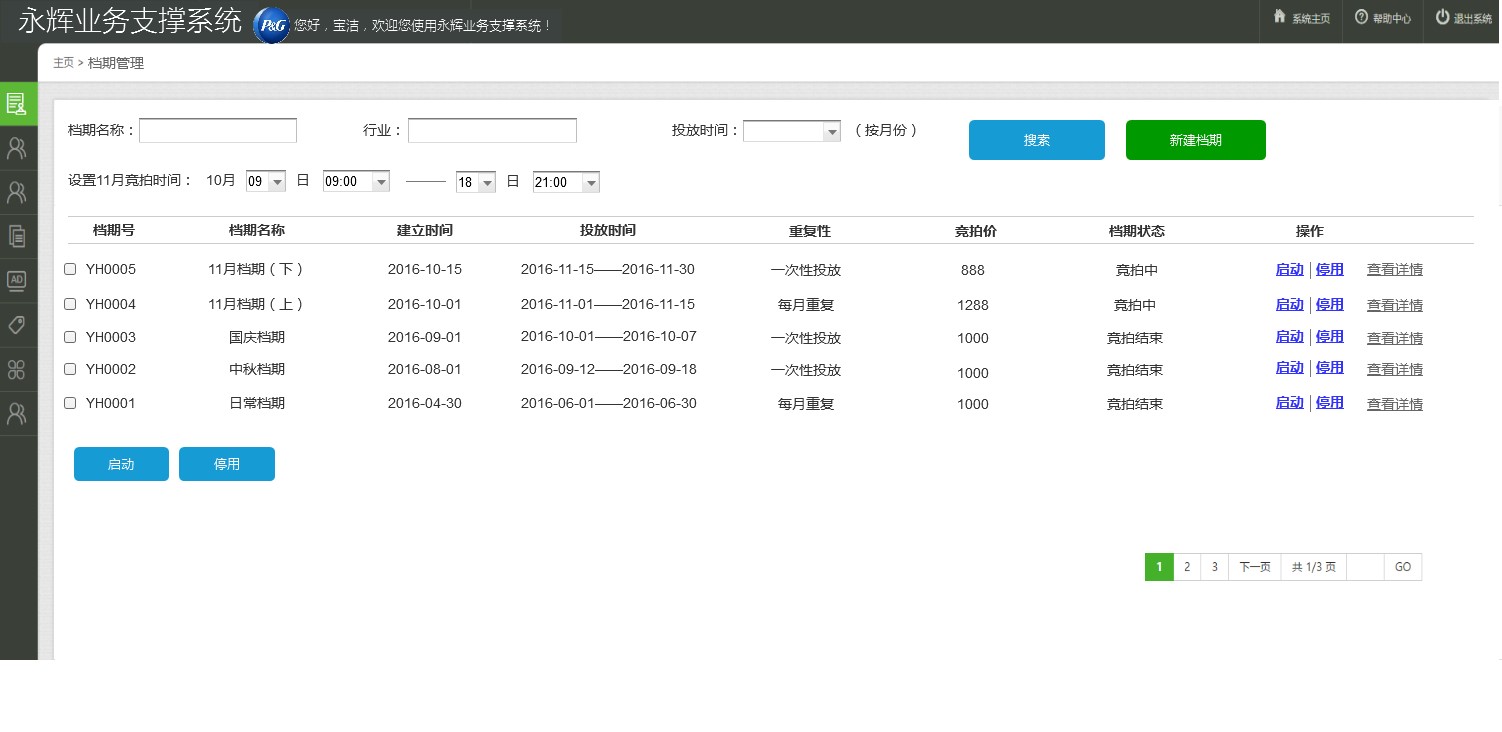 永辉业务支撑系统 P&G 您好，宝洁，欢迎您使用永辉业务支撑系统！ 系统主页 帮助中心 退出系统
主页 > 档期管理
档期名称： 行业： 投放时间： （按月份） 搜索 新建档期
设置11月竞拍时间： 10月 09 日 09:00 —— 18 日 21:00
档期号 档期名称 建立时间 投放时间 重复性 竞拍价 档期状态 操作
YH0005 11月档期（下） 2016-10-15 2016-11-15——2016-11-30 一次性投放 888 竞拍中 启动 | 停用 查看详情
YH0004 11月档期（上） 2016-10-01 2016-11-01——2016-11-15 每月重复 1288 竞拍中 启动 | 停用 查看详情
YH0003 国庆档期 2016-09-01 2016-10-01——2016-10-07 一次性投放 1000 竞拍结束 启动 | 停用 查看详情
YH0002 中秋档期 2016-08-01 2016-09-12——2016-09-18 一次性投放 1000 竞拍结束 启动 | 停用 查看详情
YH0001 日常档期 2016-04-30 2016-06-01——2016-06-30 每月重复 1000 竞拍结束 启动 | 停用 查看详情
AD
启动 停用
1 2 3 下一页 共 1/3 页 GO